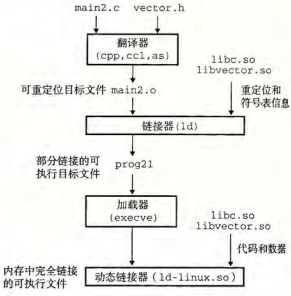 main2.c vector.h
翻译器
(cpp,cc1,as)
libc.so
libvector.so
可重定位目标文件 main2.o
重定位和
符号表信息
链接器(ld)
部分链接的可
执行目标文件
prog21
加载器
(execve)
libc.so
libvector.so
代码和数据
内存中完全链接
的可执行文件
动态链接器(ld-linux.so)